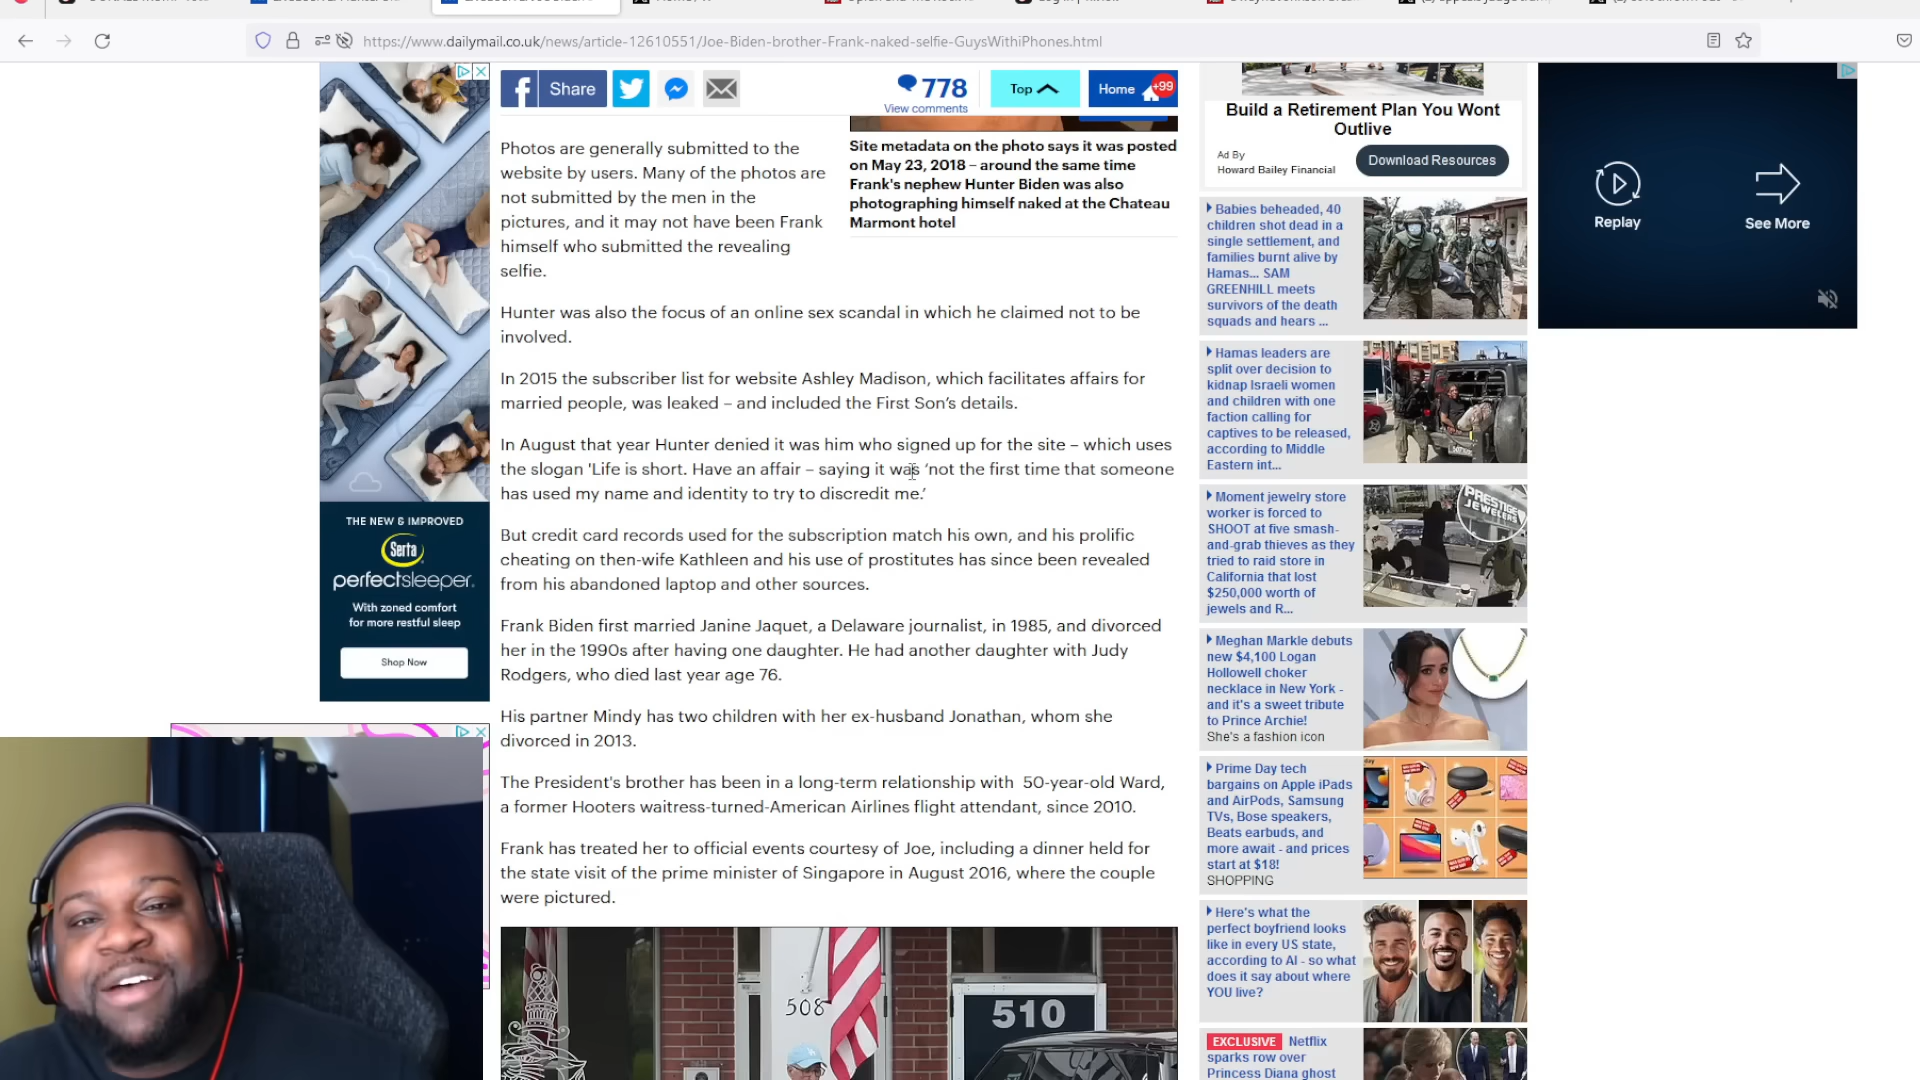 https://www.dailymail.co.uk/news/article-12610551/Joe-Biden-brother-Frank-naked-selfie-GuysWithiPhones.html
Share
778
View comments
Top
Home
+99
Photos are generally submitted to the
website by users. Many of the photos are
not submitted by the men in the
pictures, and it may not have been Frank
himself who submitted the revealing
selfie.
Site metadata on the photo says it was posted
on May 23, 2018 – around the same time
Frank's nephew Hunter Biden was also
photographing himself naked at the Chateau
Marmont hotel
Hunter was also the focus of an online sex scandal in which he claimed not to be
involved.
In 2015 the subscriber list for website Ashley Madison, which facilitates affairs for
married people, was leaked – and included the First Son's details.
In August that year Hunter denied it was him who signed up for the site – which uses
the slogan 'Life is short. Have an affair – saying it was 'not the first time that someone
has used my name and identity to try to discredit me.'
But credit card records used for the subscription match his own, and his prolific
cheating on then-wife Kathleen and his use of prostitutes has since been revealed
from his abandoned laptop and other sources.
Frank Biden first married Janine Jaquet, a Delaware journalist, in 1985, and divorced
her in the 1990s after having one daughter. He had another daughter with Judy
Rodgers, who died last year age 76.
His partner Mindy has two children with her ex-husband Jonathan, whom she
divorced in 2013.
The President's brother has been in a long-term relationship with 50-year-old Ward,
a former Hooters waitress-turned-American Airlines flight attendant, since 2010.
Frank has treated her to official events courtesy of Joe, including a dinner held for
the state visit of the prime minister of Singapore in August 2016, where the couple
were pictured.
508
510
THE NEW & IMPROVED
Serta
perfectsleeper.
With zoned comfort
for more restful sleep
Shop Now
Build a Retirement Plan You Wont
Outlive
Ad By
Howard Bailey Financial
Download Resources
Babies beheaded, 40
children shot dead in a
single settlement, and
families burnt alive by
Hamas... SAM
GREENHILL meets
survivors of the death
squads and hears ...
Hamas leaders are
split over decision to
kidnap Israeli women
and children with one
faction calling for
captives to be released,
according to Middle
Eastern int...
Moment jewelry store
worker is forced to
SHOOT at five smash-
and-grab thieves as they
tried to raid store in
California that lost
$250,000 worth of
jewels and R...
PRESTIGE
JEWELERS
Meghan Markle debuts
new $4,100 Logan
Hollowell choker
necklace in New York -
and it's a sweet tribute
to Prince Archie!
She's a fashion icon
Prime Day tech
bargains on Apple iPads
and AirPods, Samsung
TVs, Bose speakers,
Beats earbuds, and
more await - and prices
start at $18!
SHOPPING
Here's what the
perfect boyfriend looks
like in every US state,
according to AI - so what
does it say about where
YOU live?
EXCLUSIVE Netflix
sparks row over
Princess Diana ghost
Replay
See More